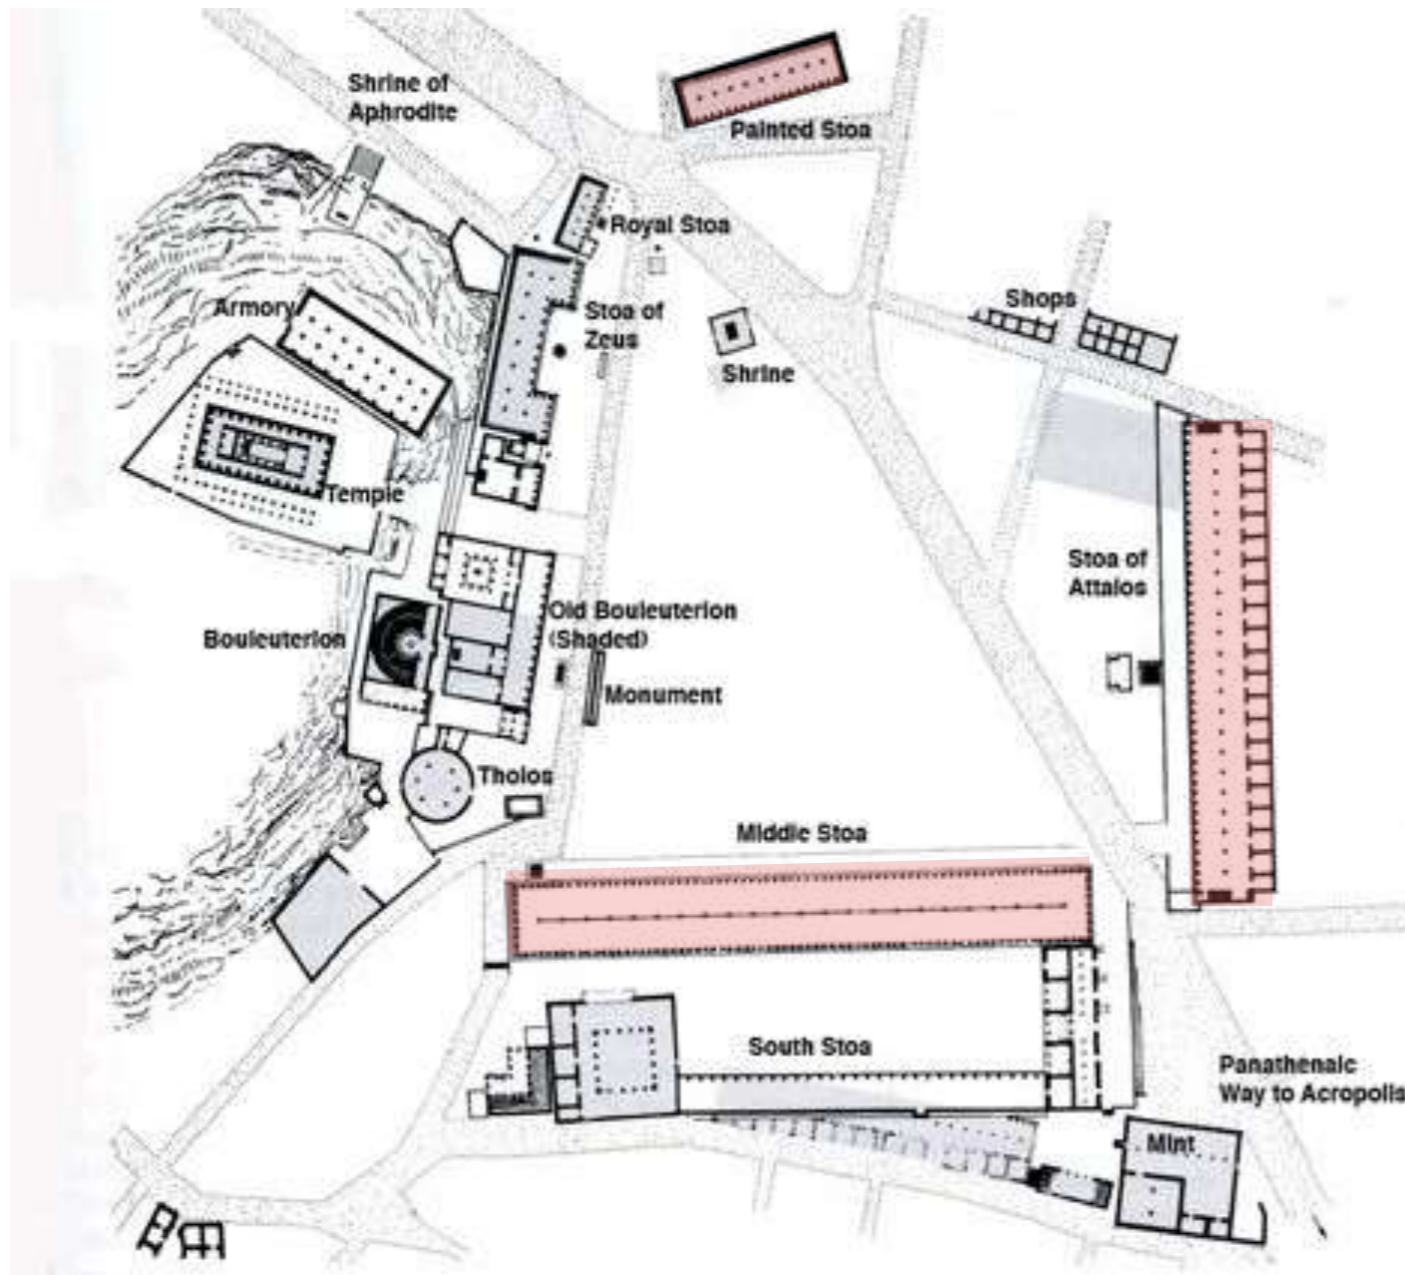 Shrine of
Aphrodite
Painted Stoa
Royal Stoa
Armory
Stoa of
Zeus
Shops
Shrine
Temple
Stoa of
Attalos
Bouleuterion
Old Bouleuterion
(Shaded)
Monument
Tholos
Middle Stoa
South Stoa
Panathenaic
Way to Acropolis
Mint